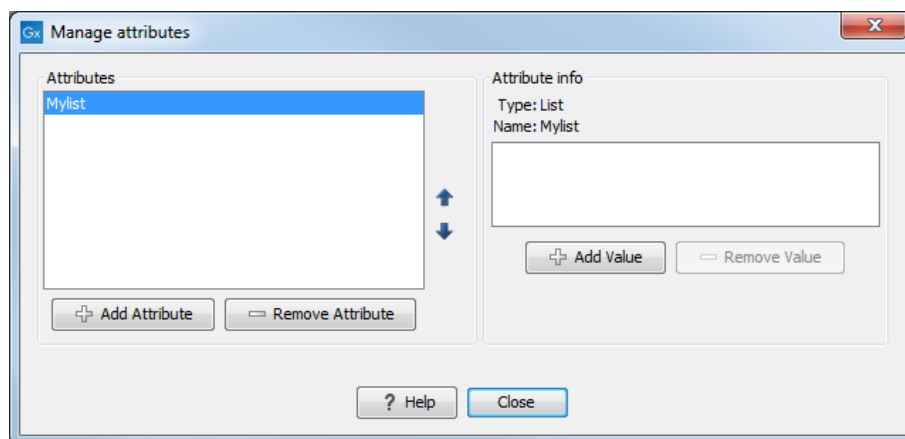 Gx Manage attributes
X
Attributes
Mylist
Add Attribute
Remove Attribute
Attribute info
Type: List
Name: Mylist
Add Value
Remove Value
? Help
Close